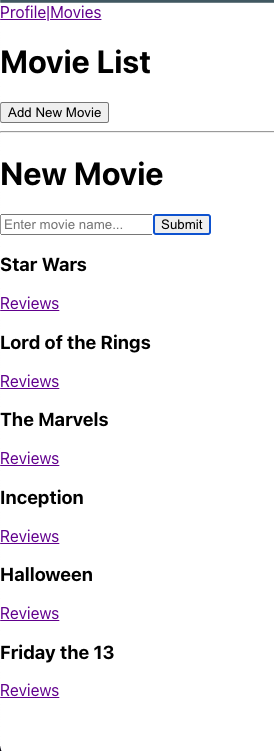 Profile|Movies
Movie List
Add New Movie
New Movie
Enter movie name... Submit
Star Wars
Reviews
Lord of the Rings
Reviews
The Marvels
Reviews
Inception
Reviews
Halloween
Reviews
Friday the 13
Reviews